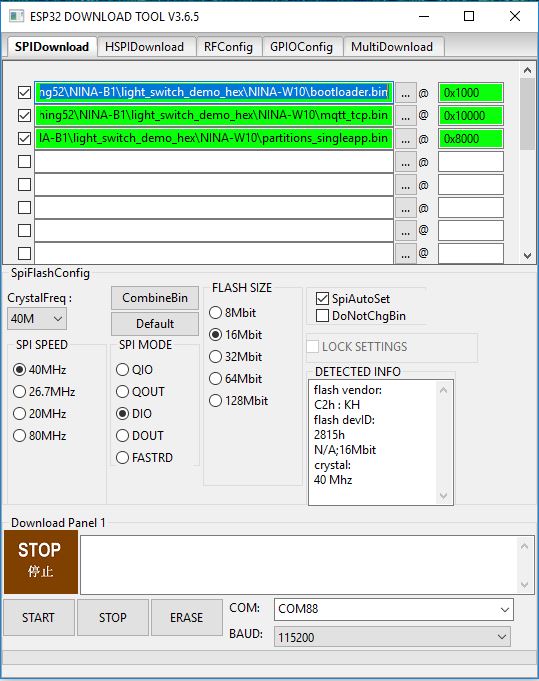 ESP32 DOWNLOAD TOOL V3.6.5
SPIDownload HSPIDownload RFConfig GPIOConfig MultiDownload
ng52\NINA-B1\light_switch_demo_hex\NINA-W10\bootloader.bin ... @ 0x1000
ning52\NINA-B1\light_switch_demo_hex\NINA-W10\mqtt_tcp.bin ... @ 0x10000
IA-B1\light_switch_demo_hex\NINA-W10\partitions_singleapp.bin ... @ 0x8000
... @
... @
... @
... @
... @
SpiFlashConfig
CrystalFreq :
40M
CombineBin
Default
SPI SPEED
40MHz
26.7MHz
20MHz
80MHz
SPI MODE
QIO
QOUT
DIO
DOUT
FASTRD
FLASH SIZE
8Mbit
16Mbit
32Mbit
64Mbit
128Mbit
SpiAutoSet
DoNotChgBin
LOCK SETTINGS
DETECTED INFO
flash vendor:
C2h : KH
flash devID:
2815h
N/A;16Mbit
crystal:
40 Mhz
Download Panel 1
STOP
停止
START STOP ERASE
COM: COM88
BAUD: 115200